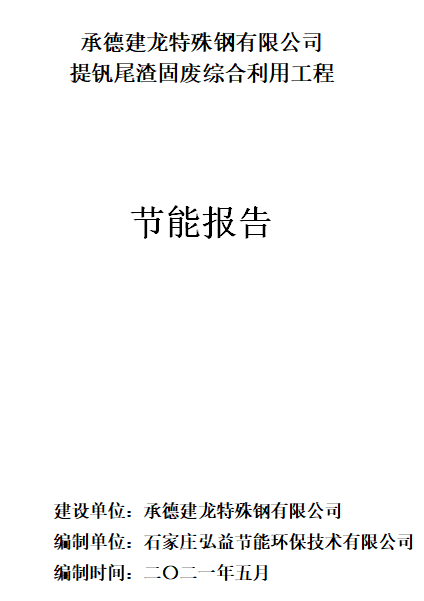 承德建龙特殊钢有限公司
提钒尾渣固废综合利用工程
节能报告
建设单位：承德建龙特殊钢有限公司
编制单位：石家庄弘益节能环保技术有限公司
编制时间：二〇二一年五月